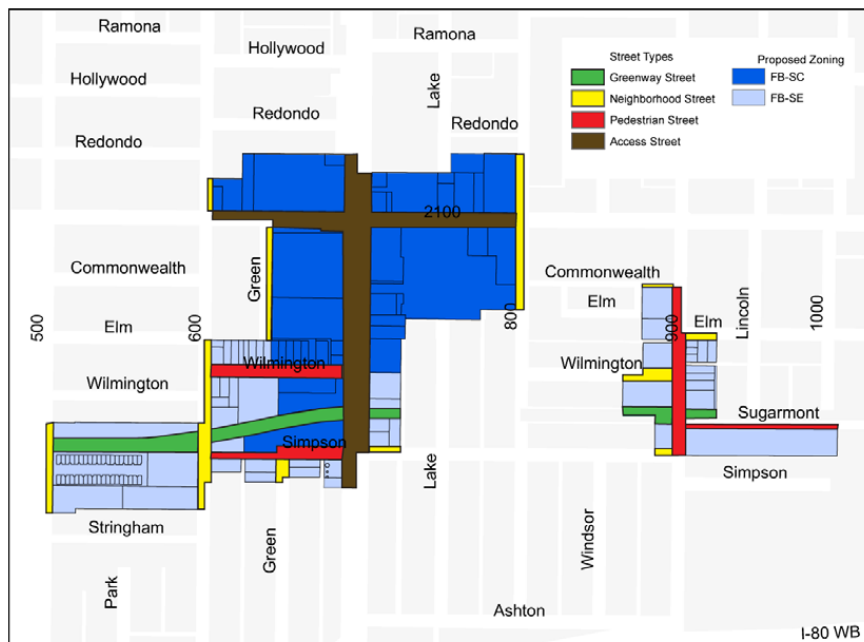 Ramona
Hollywood
Ramona
Hollywood
Lake
Redondo
Redondo
Redondo
Street Types
Greenway Street
Neighborhood Street
Pedestrian Street
Access Street
Proposed Zoning
FB-SC
FB-SE
2100
Commonwealth
Green
Commonwealth
500
Elm
600
800
Elm
900
Elm
Lincoln
1000
Wilmington
Wilmington
Wilmington
Sugarmont
Simpson
Simpson
Lake
Stringham
Green
Windsor
Park
Ashton
I-80 WB